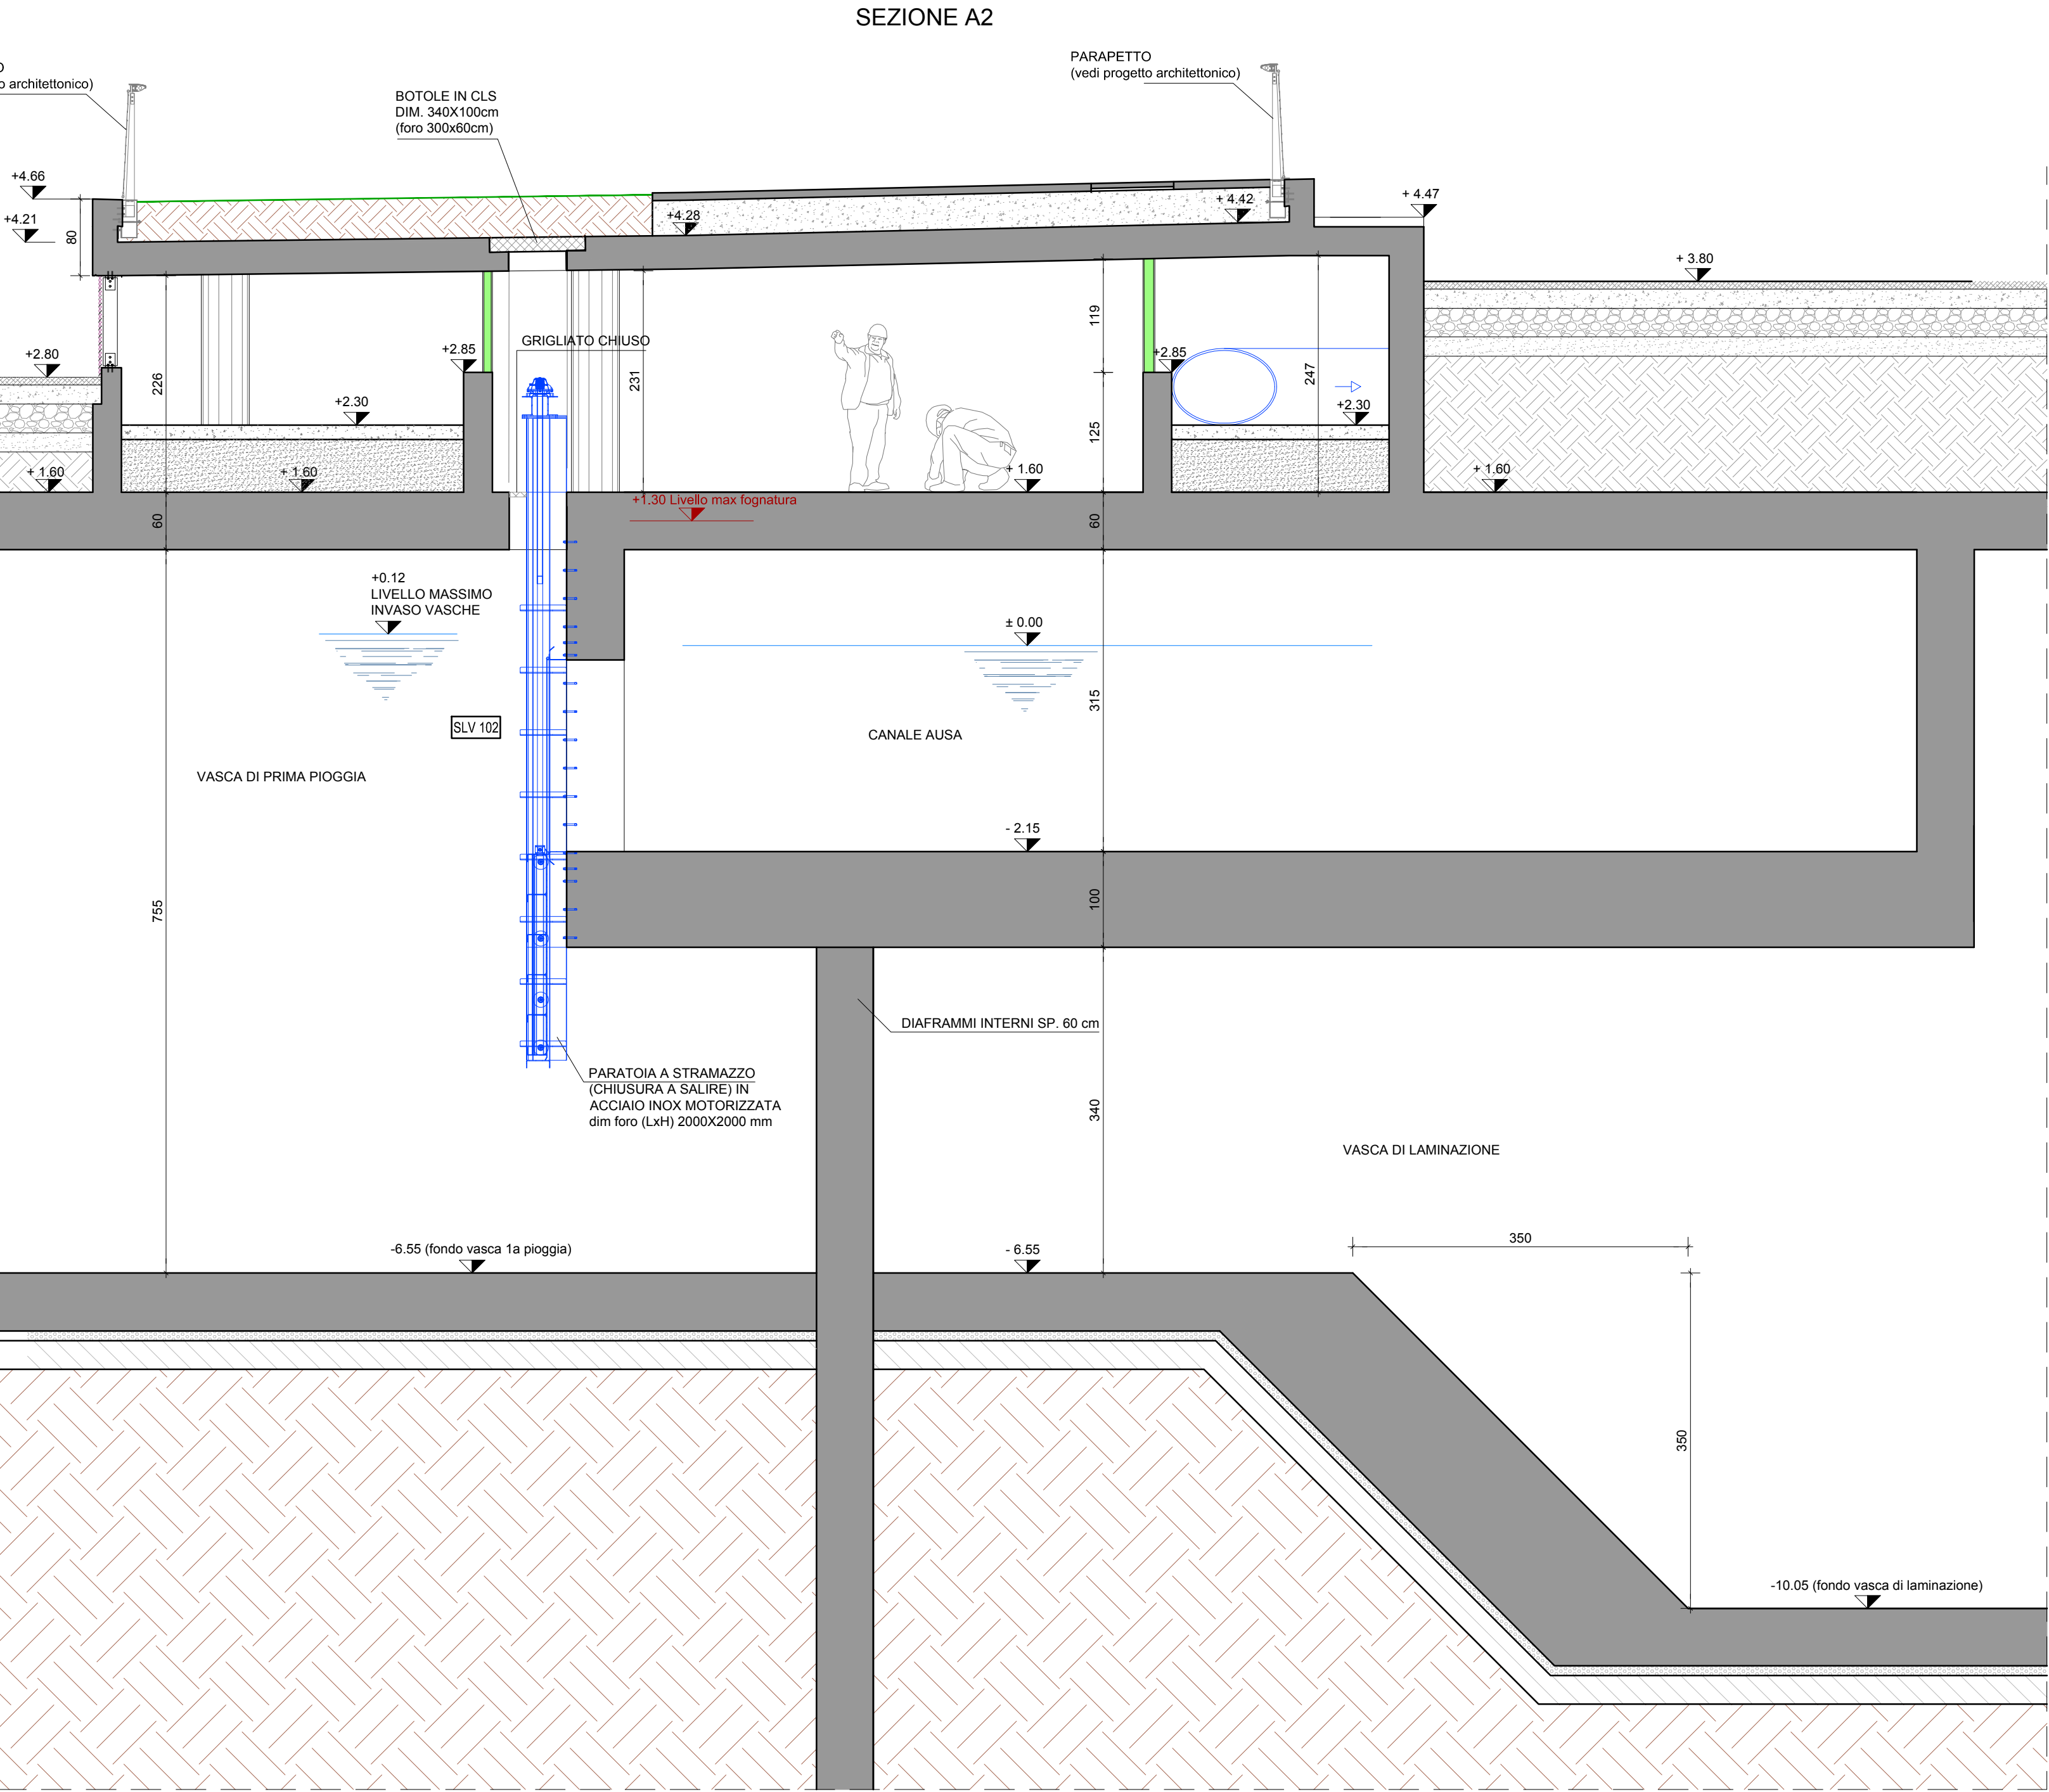 SEZIONE A2
O
o architettonico)
PARAPETTO
(vedi progetto architettonico)
BOTOLE IN CLS
DIM. 340X100cm
(foro 300x60cm)
+4.66
+4.21
80
+4.28
+ 4.42
+ 4.47
+ 3.80
+2.80
226
+2.85
GRIGLIATO CHIUSO
231
119
+2.85
247
+2.30
+2.30
125
+ 1.60
+ 1.60
+ 1.60
+ 1.60
+1.30 Livello max fognatura
60
60
+0.12
LIVELLO MASSIMO
INVASO VASCHE
± 0.00
315
SLV 102
CANALE AUSA
VASCA DI PRIMA PIOGGIA
- 2.15
755
100
DIAFRAMMI INTERNI SP. 60 cm
PARATOIA A STRAMAZZO
(CHIUSURA A SALIRE) IN
ACCIAIO INOX MOTORIZZATA
dim foro (LxH) 2000X2000 mm
340
VASCA DI LAMINAZIONE
-6.55 (fondo vasca 1a pioggia)
- 6.55
350
350
-10.05 (fondo vasca di laminazione)